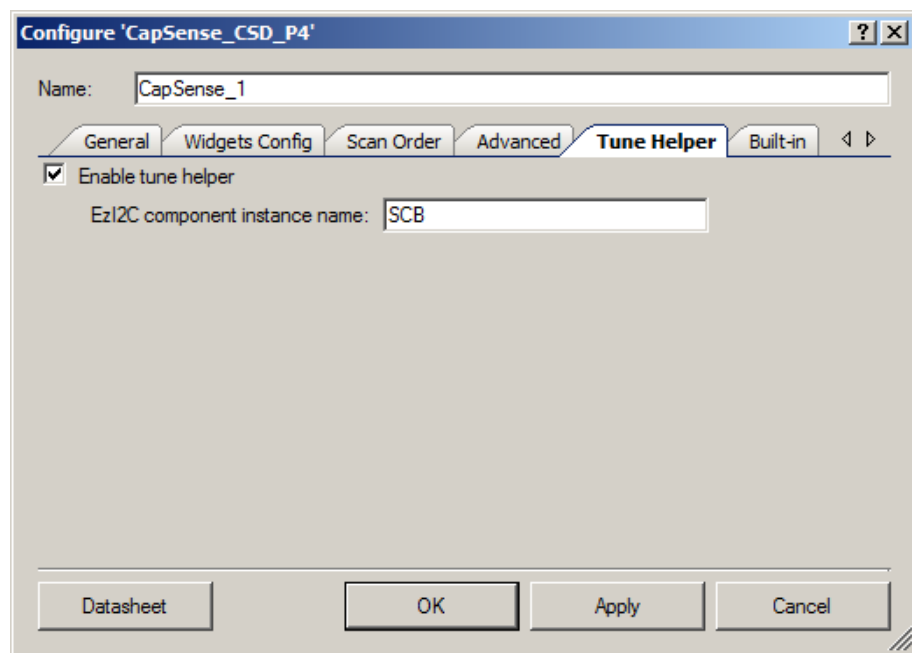 Configure 'CapSense_CSD_P4'
Name: CapSense_1
General Widgets Config Scan Order Advanced Tune Helper Built-in
Enable tune helper
EzI2C component instance name: SCB
Datasheet OK Apply Cancel